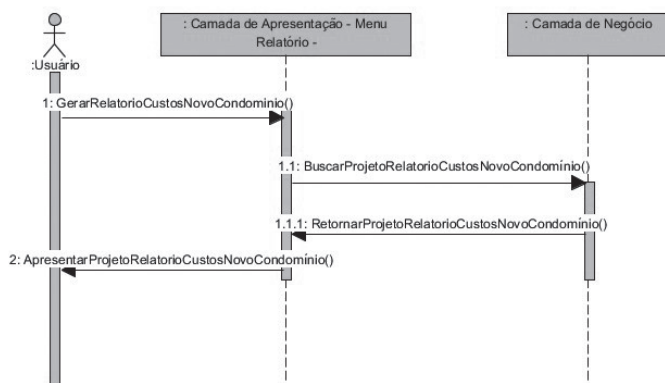 : Camada de Apresentação - Menu
Relatório -
: Camada de Negócio
:Usuário
1: GerarRelatorioCustosNovoCondominio()
1.1: BuscarProjetoRelatorioCustosNovoCondomínio()
1.1.1: RetornarProjetoRelatorioCustosNovoCondomínio()
2: ApresentarProjetoRelatorioCustosNovoCondomínio()